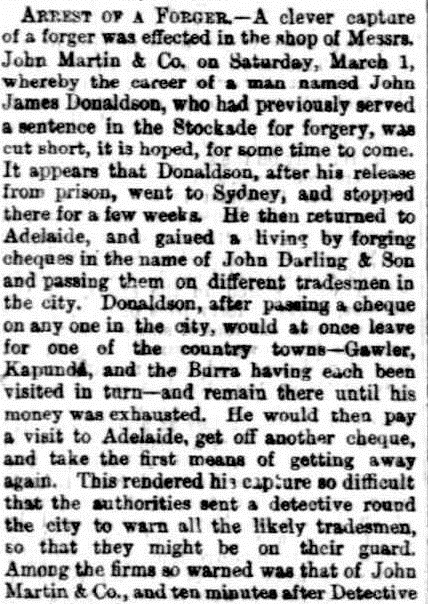 ARREST OF A FORGER.—A clever capture
of a forger was effected in the shop of Messrs.
John Martin & Co. on Saturday, March 1,
whereby the career of a man named John
James Donaldson, who had previously served
a sentence in the Stockade for forgery, was
cut short, it is hoped, for some time to come.
It appears that Donaldson, after his release
from prison, went to Sydney, and stopped
there for a few weeks. He then returned to
Adelaide, and gained a living by forging
cheques in the name of John Darling & Son
and passing them on different tradesmen in
the city. Donaldson, after passing a cheque
on any one in the city, would at once leave
for one of the country towns—Gawler,
Kapunda, and the Burra having each been
visited in turn—and remain there until his
money was exhausted. He would then pay
a visit to Adelaide, get off another cheque,
and take the first means of getting away
again. This rendered his capture so difficult
that the authorities sent a detective round
the city to warn all the likely tradesmen,
so that they might be on their guard.
Among the firms so warned was that of John
Martin & Co., and ten minutes after Detective